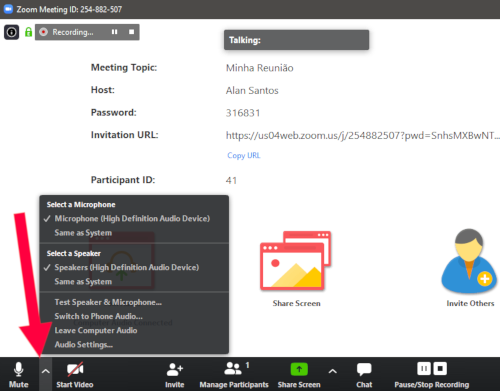 Zoom Meeting ID: 254-882-507
Recording...
Talking:
Meeting Topic: Minha Reunião
Host: Alan Santos
Password: 316831
Invitation URL: https://us04web.zoom.us/j/254882507?pwd=SnhsMXBwNT...
Copy URL
Participant ID: 41
Select a Microphone
Microphone (High Definition Audio Device)
Same as System
Select a Speaker
Speakers (High Definition Audio Device)
Same as System
Test Speaker & Microphone...
Switch to Phone Audio...
Leave Computer Audio
Audio Settings...
Share Screen
Invite Others
Mute
Start Video
Invite
Manage Participants
1
Share Screen
Chat
Pause/Stop Recording